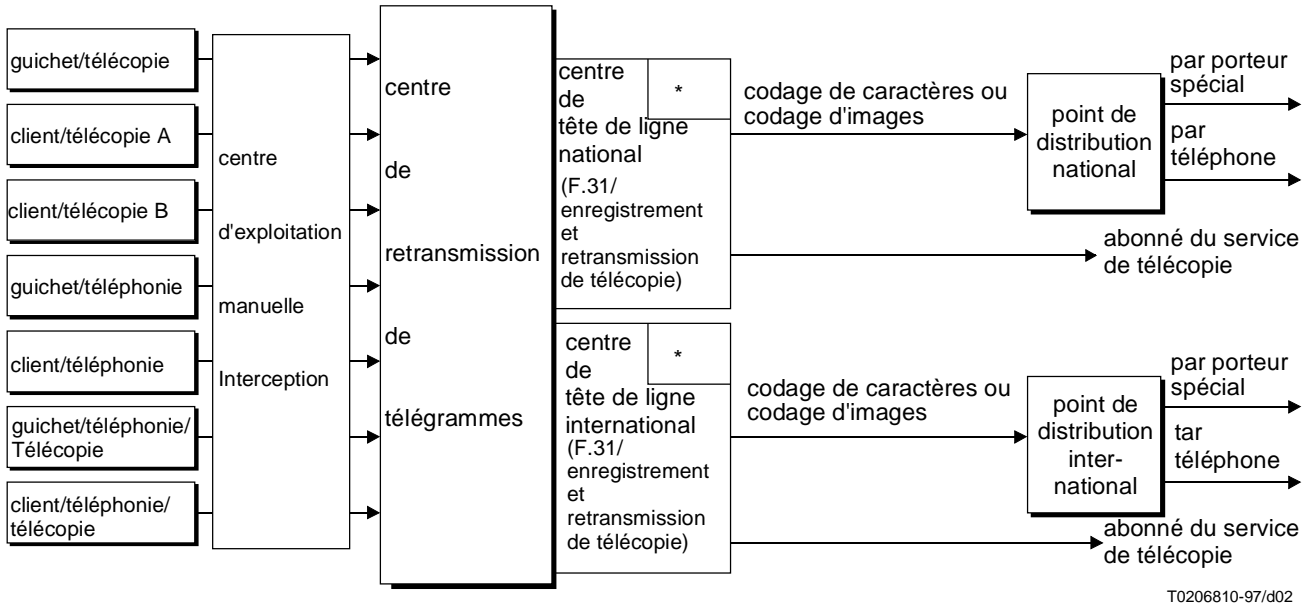 guichet/télécopie
client/télécopie A
client/télécopie B
guichet/téléphonie
client/téléphonie
guichet/téléphonie/
Télécopie
client/téléphonie/
télécopie
centre
d'exploitation
manuelle
Interception
centre
de
retransmission
de
télégrammes
centre
de
tête de ligne
national
(F.31/
enregistrement
et
retransmission
de télécopie)
*
codage de caractères ou
codage d'images
point de
distribution
national
par porteur
spécial
par
téléphone
abonné du service
de télécopie
centre
de
tête de ligne
international
(F.31/
enregistrement
et
retransmission
de télécopie)
*
codage de caractères ou
codage d'images
point de
distribution
inter-
national
par porteur
spécial
tar
téléphone
abonné du service
de télécopie
T0206810-97/d02